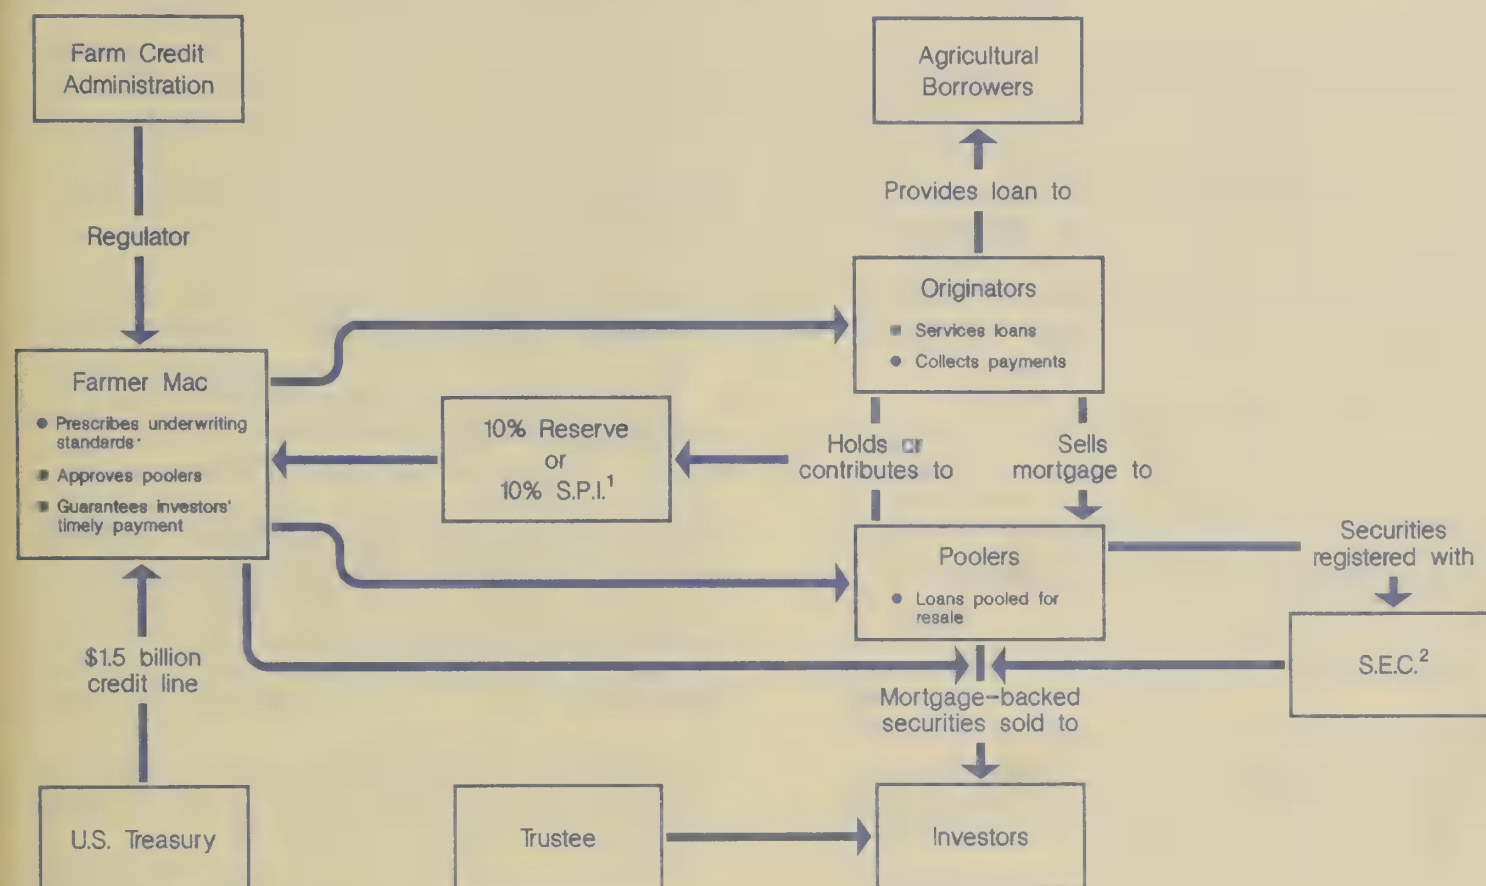 Farm Credit
Administration
Agricultural
Borrowers
Provides loan to
Regulator
Originators
Services loans
Collects payments
Farmer Mac
Prescribes underwriting
standards
Approves poolers
Guarantees investors'
timely payment
10% Reserve
or
10% S.P.I.¹
Holds or
contributes to
Sells
mortgage to
Securities
registered with
Poolers
Loans pooled for
resale
$1.5 billion
credit line
S.E.C.²
Mortgage-backed
securities sold to
U.S. Treasury
Trustee
Investors